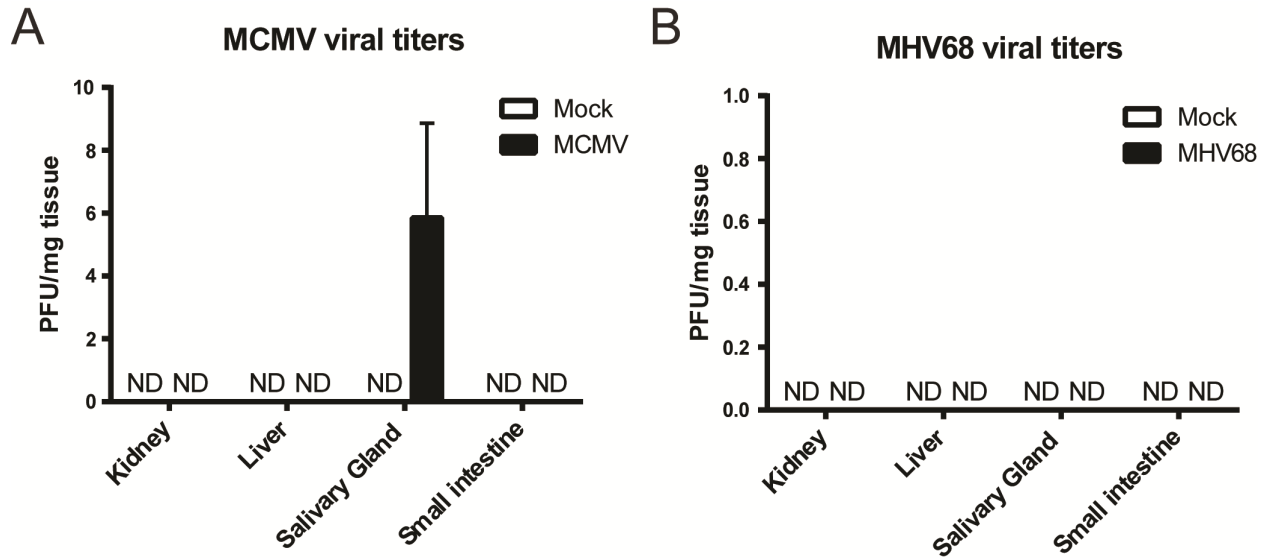 A
MCMV viral titers
PFU/mg tissue
10
8
6
4
2
0
Mock
MCMV
ND ND ND ND ND ND ND
Kidney
Liver
Salivary Gland
Small intestine
B
MHV68 viral titers
PFU/mg tissue
1.0
0.8
0.6
0.4
0.2
0.0
Mock
MHV68
ND ND ND ND ND ND ND ND
Kidney
Liver
Salivary Gland
Small intestine